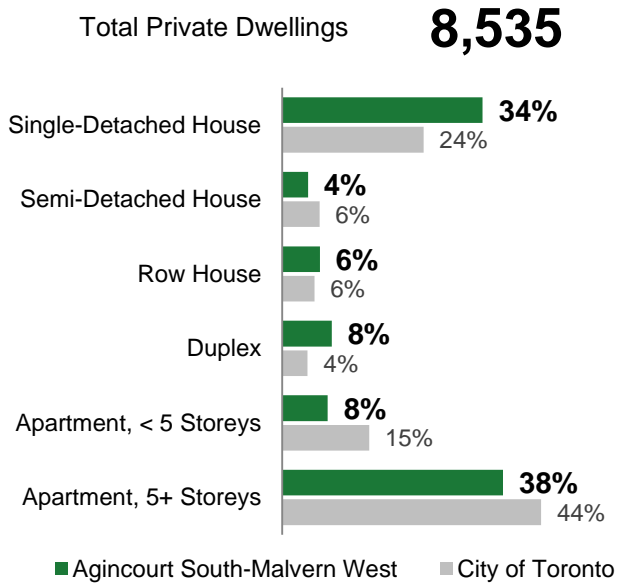 Total Private Dwellings 8,535
Single-Detached House 34%
24%
Semi-Detached House 4%
6%
Row House 6%
6%
Duplex 8%
4%
Apartment, < 5 Storeys 8%
15%
Apartment, 5+ Storeys 38%
44%
Agincourt South-Malvern West City of Toronto